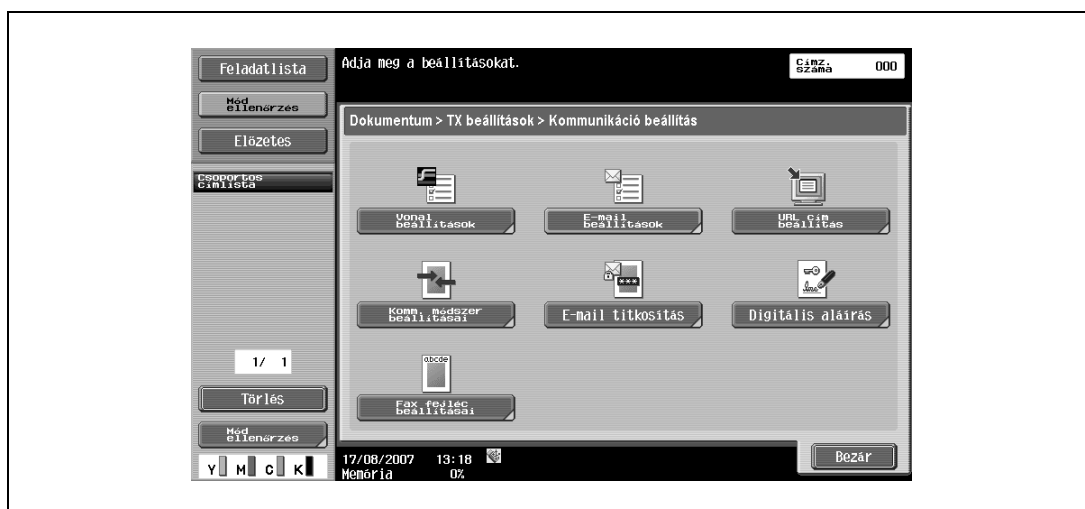 Feladatlista
Mód
ellenőrzés
Előzetes
Csoportos
Címlista
1/ 1
Törlés
Mód
ellenőrzés
Y M C K
Adja meg a beállításokat.
Címz.
száma 000
Dokumentum > TX beállítások > Kommunikáció beállítás
Vonal
beállítások
E-mail
beállítások
URL cím
beállítás
Komm. módszer
beállításai
E-mail titkosítás
Digitális aláírás
abcde
Fax fejléc
beállításai
17/08/2007 13:18
Memória 0%
Bezár